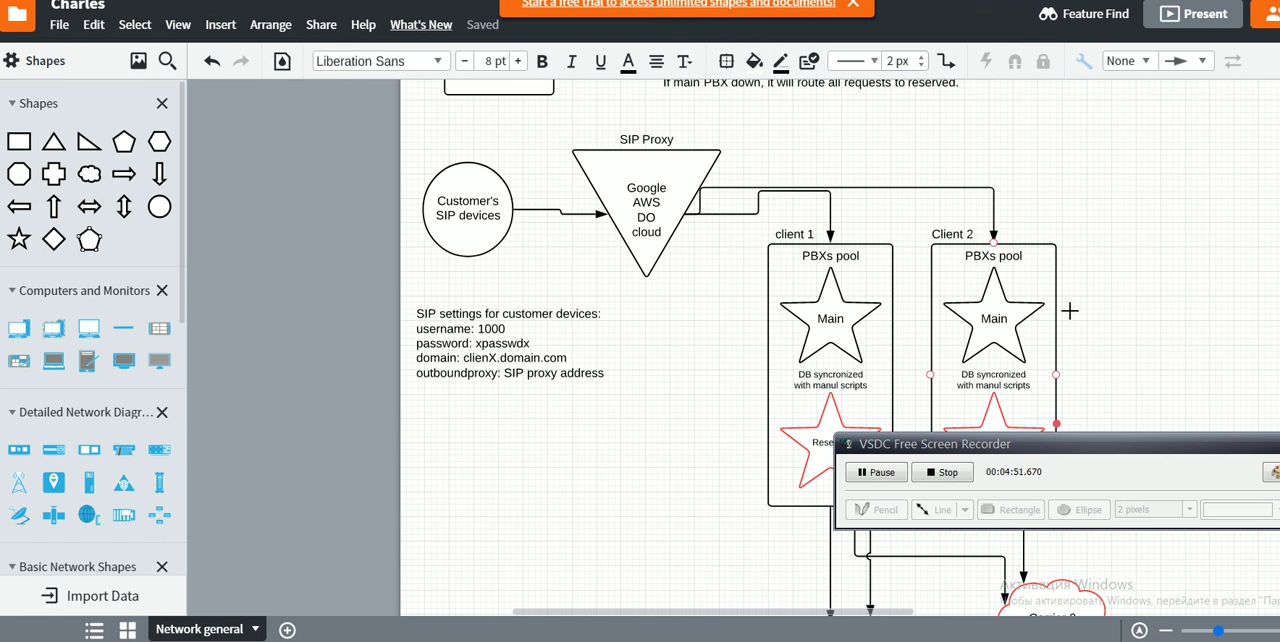 Start a free trial to access unlimited shapes and documents!
Charles
File Edit Select View Insert Arrange Share Help What's New Saved
Feature Find
Present
Shapes
Liberation Sans
8 pt
B I U A T
2 px
None
If main PBX down, it will route all requests to reserved.
Shapes
SIP Proxy
Google
AWS
DO
cloud
Customer's
SIP devices
client 1
Client 2
PBXs pool
PBXs pool
Computers and Monitors
Main
Main
SIP settings for customer devices:
username: 1000
password: xpasswdx
domain: clienX.domain.com
outboundproxy: SIP proxy address
DB syncronized
with manul scripts
DB syncronized
with manul scripts
Detailed Network Diagr...
VSDC Free Screen Recorder
Pause
Stop
00:04:51.670
Pencil
Line
Rectangle
Ellipse
2 pixels
Basic Network Shapes
Активация Windows
Чтобы активировать Windows, перейдите в раздел "Пар
Import Data
Network general